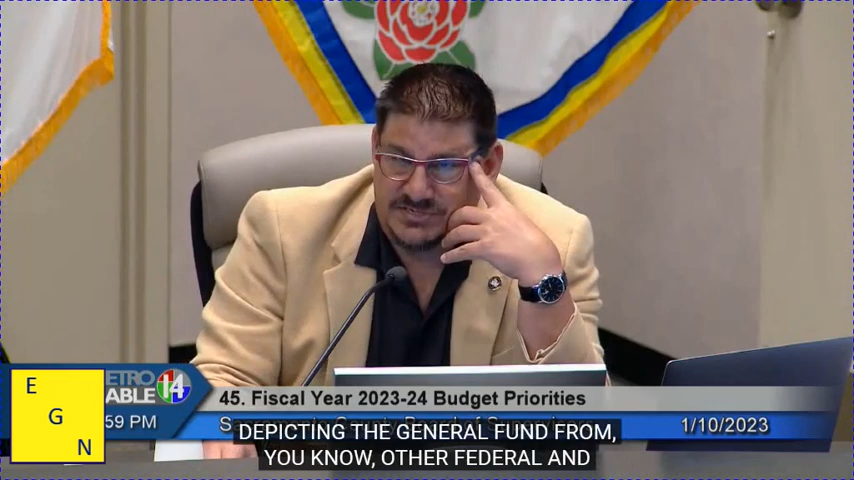 E
G
N
ETRO
ABLE 14
45. Fiscal Year 2023-24 Budget Priorities
:59 PM
1/10/2023
DEPICTING THE GENERAL FUND FROM,
YOU KNOW, OTHER FEDERAL AND